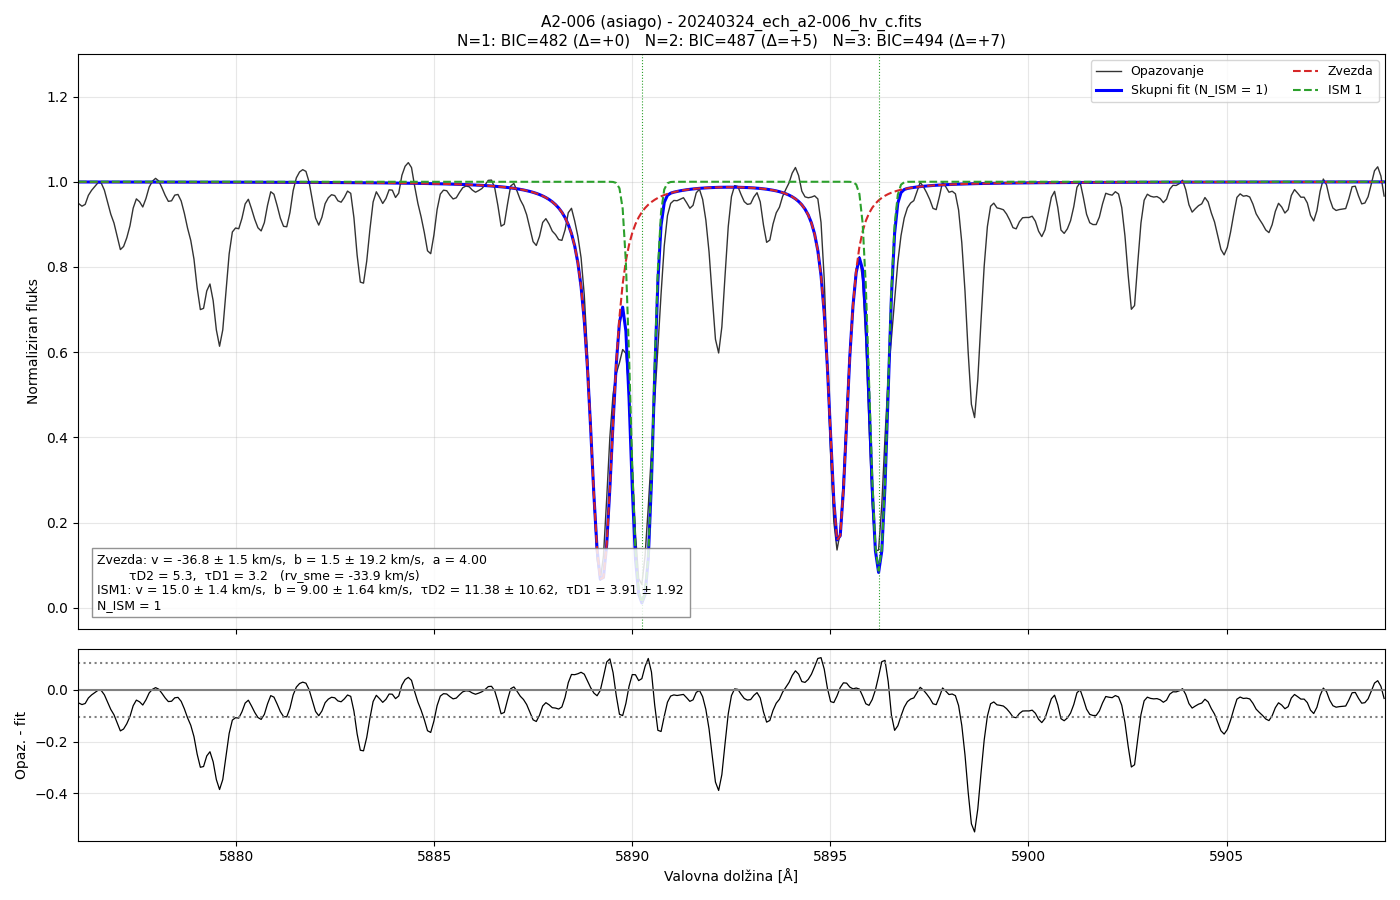 A2-006 (asiago) - 20240324_ech_a2-006_hv_c.fits
N=1: BIC=482 (Δ=+0)   N=2: BIC=487 (Δ=+5)   N=3: BIC=494 (Δ=+7)
Normaliziran fluks
1.2
1.0
0.8
0.6
0.4
0.2
0.0
Opazovanje
Skupni fit (N_ISM = 1)
Zvezda
ISM 1
Zvezda: v = -36.8 ± 1.5 km/s,  b = 1.5 ± 19.2 km/s,  a = 4.00
τD2 = 5.3,  τD1 = 3.2   (rv_sme = -33.9 km/s)
ISM1: v = 15.0 ± 1.4 km/s,  b = 9.00 ± 1.64 km/s,  τD2 = 11.38 ± 10.62,  τD1 = 3.91 ± 1.92
N_ISM = 1
Opaz. - fit
0.0
−0.2
−0.4
5880
5885
5890
5895
5900
5905
Valovna dolžina [Å]